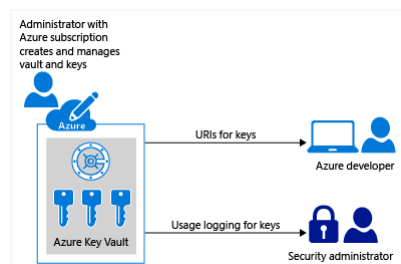 Administrator with
Azure subscription
creates and manages
vault and keys
Azure
URIs for keys
Azure developer
Usage logging for keys
Azure Key Vault
Security administrator